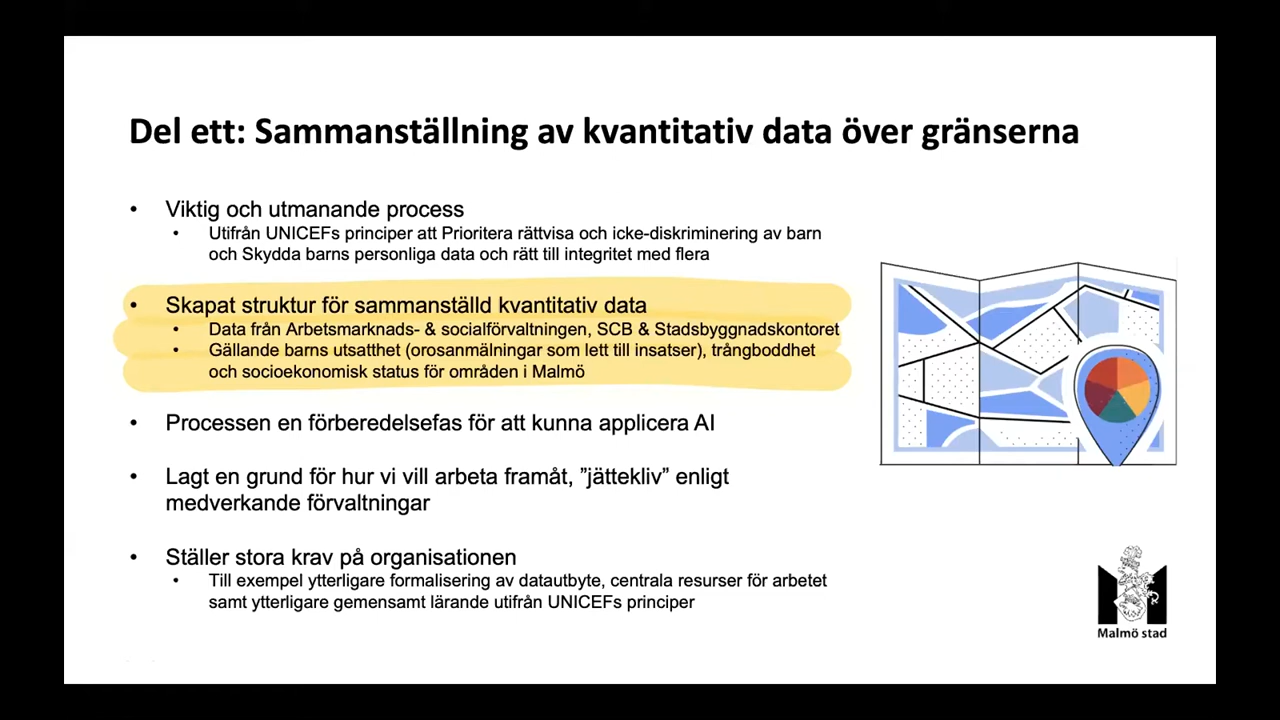 Del ett: Sammanställning av kvantitativ data över gränserna
• Viktig och utmanande process
• Utifrån UNICEFs principer att Prioritera rättvisa och icke-diskriminering av barn
och Skydda barns personliga data och rätt till integritet med flera
• Skapat struktur för sammanställd kvantitativ data
• Data från Arbetsmarknads- & socialförvaltningen, SCB & Stadsbyggnadskontoret
• Gällande barns utsatthet (orosanmälningar som lett till insatser), trångboddhet
och socioekonomisk status för områden i Malmö
• Processen en förberedelsefas för att kunna applicera AI
• Lagt en grund för hur vi vill arbeta framåt, ”jättekliv” enligt
medverkande förvaltningar
• Ställer stora krav på organisationen
• Till exempel ytterligare formalisering av datautbyte, centrala resurser för arbetet
samt ytterligare gemensamt lärande utifrån UNICEFs principer
Malmö stad